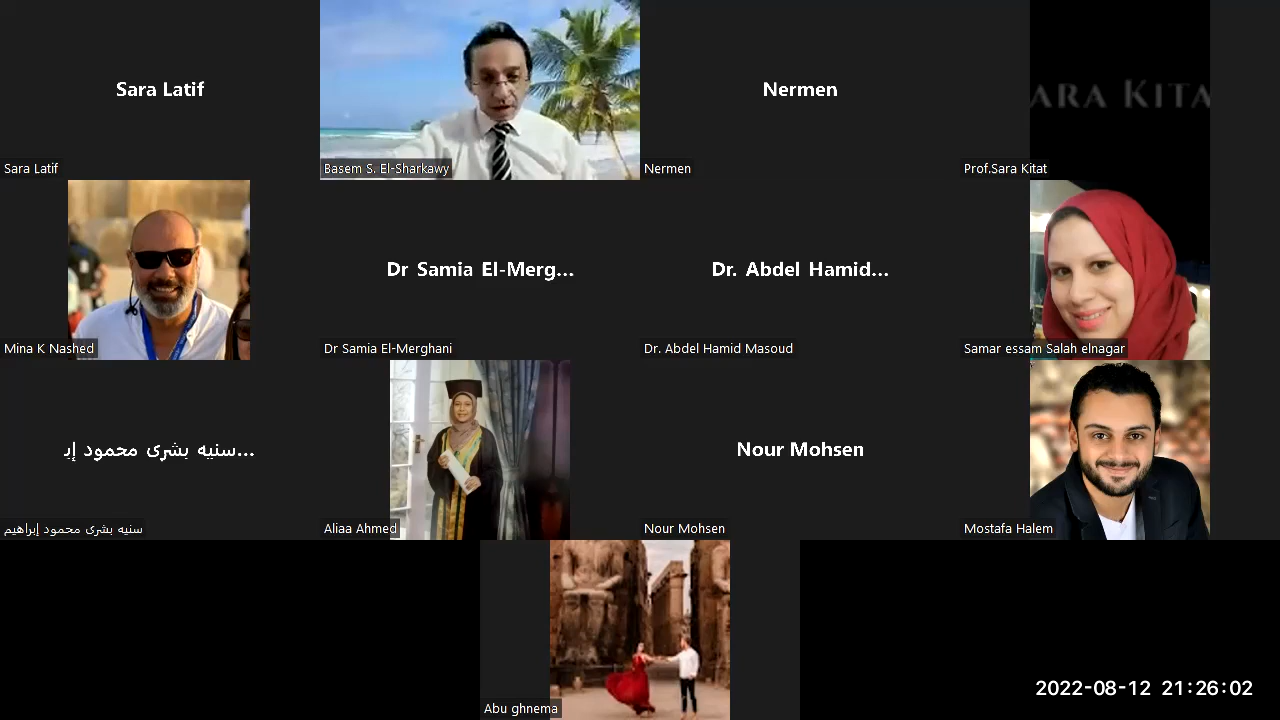 Sara Latif
Sara Latif
Basem S. El-Sharkawy
Nermen
Nermen
ARA KITA
Prof.Sara Kitat
Mina K Nashed
Dr Samia El-Merg...
Dr Samia El-Merghani
Dr. Abdel Hamid...
Dr. Abdel Hamid Masoud
Samar essam Salah elnagar
سنيه بشرى محمود إبـ...
سنيه بشرى محمود إبراهيم
Aliaa Ahmed
Nour Mohsen
Nour Mohsen
Mostafa Halem
Abu ghnema
2022-08-12 21:26:02